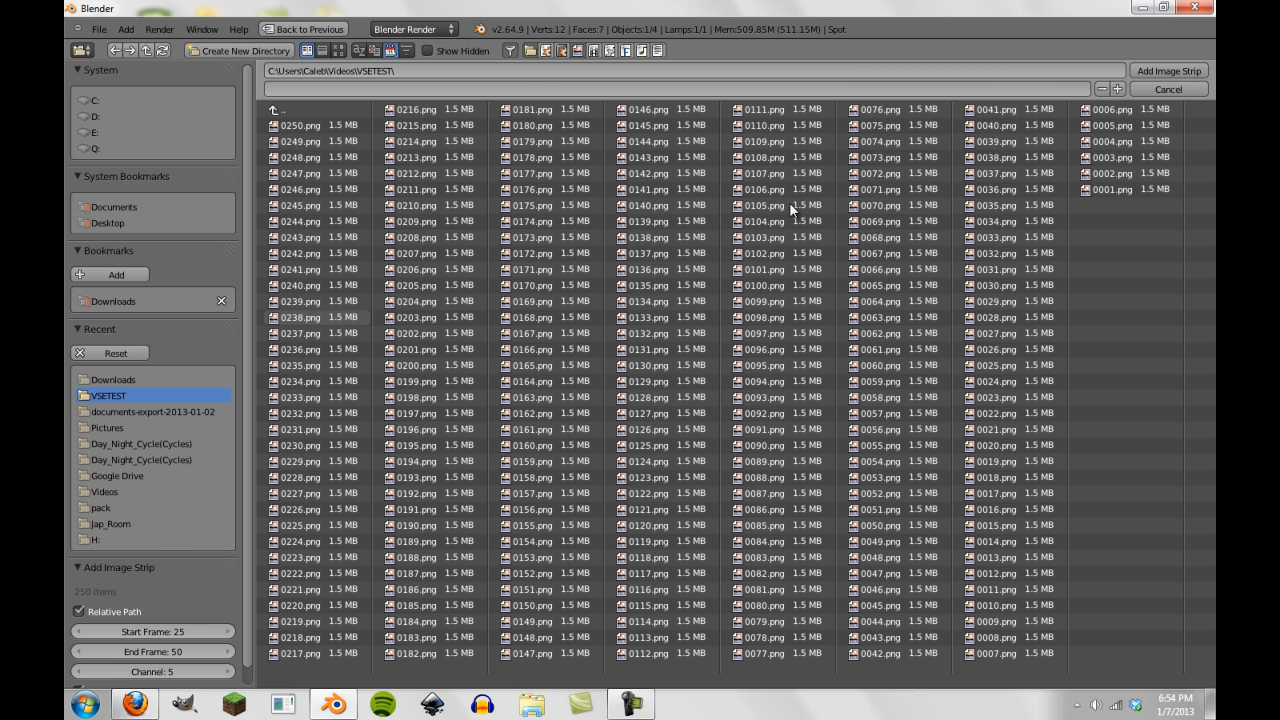 Blender
File Add Render Window Help Back to Previous Blender Render v2.64.9 | Verts:12 | Faces:7 | Objects:1/4 | Lamps:1/1 | Mem:509.85M (511.15M) | Spot
Create New Directory Show Hidden F
System
C:
D:
E:
Q:
System Bookmarks
Documents
Desktop
Bookmarks
Add
Downloads
Recent
Reset
Downloads
VSETEST
documents-export-2013-01-02
Pictures
Day_Night_Cycle(Cycles)
Day_Night_Cycle(Cycles)
Google Drive
Videos
pack
Jap_Room
H:
Add Image Strip
250 items
Relative Path
Start Frame: 25
End Frame: 50
Channel: 5
C:\Users\Caleb\Videos\VSETEST\ Add Image Strip
Cancel
.. 0216.png 1.5 MB 0181.png 1.5 MB 0146.png 1.5 MB 0111.png 1.5 MB 0076.png 1.5 MB 0041.png 1.5 MB 0006.png 1.5 MB
0250.png 1.5 MB 0215.png 1.5 MB 0180.png 1.5 MB 0145.png 1.5 MB 0110.png 1.5 MB 0075.png 1.5 MB 0040.png 1.5 MB 0005.png 1.5 MB
0249.png 1.5 MB 0214.png 1.5 MB 0179.png 1.5 MB 0144.png 1.5 MB 0109.png 1.5 MB 0074.png 1.5 MB 0039.png 1.5 MB 0004.png 1.5 MB
0248.png 1.5 MB 0213.png 1.5 MB 0178.png 1.5 MB 0143.png 1.5 MB 0108.png 1.5 MB 0073.png 1.5 MB 0038.png 1.5 MB 0003.png 1.5 MB
0247.png 1.5 MB 0212.png 1.5 MB 0177.png 1.5 MB 0142.png 1.5 MB 0107.png 1.5 MB 0072.png 1.5 MB 0037.png 1.5 MB 0002.png 1.5 MB
0246.png 1.5 MB 0211.png 1.5 MB 0176.png 1.5 MB 0141.png 1.5 MB 0106.png 1.5 MB 0071.png 1.5 MB 0036.png 1.5 MB 0001.png 1.5 MB
0245.png 1.5 MB 0210.png 1.5 MB 0175.png 1.5 MB 0140.png 1.5 MB 0105.png 1.5 MB 0070.png 1.5 MB 0035.png 1.5 MB
0244.png 1.5 MB 0209.png 1.5 MB 0174.png 1.5 MB 0139.png 1.5 MB 0104.png 1.5 MB 0069.png 1.5 MB 0034.png 1.5 MB
0243.png 1.5 MB 0208.png 1.5 MB 0173.png 1.5 MB 0138.png 1.5 MB 0103.png 1.5 MB 0068.png 1.5 MB 0033.png 1.5 MB
0242.png 1.5 MB 0207.png 1.5 MB 0172.png 1.5 MB 0137.png 1.5 MB 0102.png 1.5 MB 0067.png 1.5 MB 0032.png 1.5 MB
0241.png 1.5 MB 0206.png 1.5 MB 0171.png 1.5 MB 0136.png 1.5 MB 0101.png 1.5 MB 0066.png 1.5 MB 0031.png 1.5 MB
0240.png 1.5 MB 0205.png 1.5 MB 0170.png 1.5 MB 0135.png 1.5 MB 0100.png 1.5 MB 0065.png 1.5 MB 0030.png 1.5 MB
0239.png 1.5 MB 0204.png 1.5 MB 0169.png 1.5 MB 0134.png 1.5 MB 0099.png 1.5 MB 0064.png 1.5 MB 0029.png 1.5 MB
0238.png 1.5 MB 0203.png 1.5 MB 0168.png 1.5 MB 0133.png 1.5 MB 0098.png 1.5 MB 0063.png 1.5 MB 0028.png 1.5 MB
0237.png 1.5 MB 0202.png 1.5 MB 0167.png 1.5 MB 0132.png 1.5 MB 0097.png 1.5 MB 0062.png 1.5 MB 0027.png 1.5 MB
0236.png 1.5 MB 0201.png 1.5 MB 0166.png 1.5 MB 0131.png 1.5 MB 0096.png 1.5 MB 0061.png 1.5 MB 0026.png 1.5 MB
0235.png 1.5 MB 0200.png 1.5 MB 0165.png 1.5 MB 0130.png 1.5 MB 0095.png 1.5 MB 0060.png 1.5 MB 0025.png 1.5 MB
0234.png 1.5 MB 0199.png 1.5 MB 0164.png 1.5 MB 0129.png 1.5 MB 0094.png 1.5 MB 0059.png 1.5 MB 0024.png 1.5 MB
0233.png 1.5 MB 0198.png 1.5 MB 0163.png 1.5 MB 0128.png 1.5 MB 0093.png 1.5 MB 0058.png 1.5 MB 0023.png 1.5 MB
0232.png 1.5 MB 0197.png 1.5 MB 0162.png 1.5 MB 0127.png 1.5 MB 0092.png 1.5 MB 0057.png 1.5 MB 0022.png 1.5 MB
0231.png 1.5 MB 0196.png 1.5 MB 0161.png 1.5 MB 0126.png 1.5 MB 0091.png 1.5 MB 0056.png 1.5 MB 0021.png 1.5 MB
0230.png 1.5 MB 0195.png 1.5 MB 0160.png 1.5 MB 0125.png 1.5 MB 0090.png 1.5 MB 0055.png 1.5 MB 0020.png 1.5 MB
0229.png 1.5 MB 0194.png 1.5 MB 0159.png 1.5 MB 0124.png 1.5 MB 0089.png 1.5 MB 0054.png 1.5 MB 0019.png 1.5 MB
0228.png 1.5 MB 0193.png 1.5 MB 0158.png 1.5 MB 0123.png 1.5 MB 0088.png 1.5 MB 0053.png 1.5 MB 0018.png 1.5 MB
0227.png 1.5 MB 0192.png 1.5 MB 0157.png 1.5 MB 0122.png 1.5 MB 0087.png 1.5 MB 0052.png 1.5 MB 0017.png 1.5 MB
0226.png 1.5 MB 0191.png 1.5 MB 0156.png 1.5 MB 0121.png 1.5 MB 0086.png 1.5 MB 0051.png 1.5 MB 0016.png 1.5 MB
0225.png 1.5 MB 0190.png 1.5 MB 0155.png 1.5 MB 0120.png 1.5 MB 0085.png 1.5 MB 0050.png 1.5 MB 0015.png 1.5 MB
0224.png 1.5 MB 0189.png 1.5 MB 0154.png 1.5 MB 0119.png 1.5 MB 0084.png 1.5 MB 0049.png 1.5 MB 0014.png 1.5 MB
0223.png 1.5 MB 0188.png 1.5 MB 0153.png 1.5 MB 0118.png 1.5 MB 0083.png 1.5 MB 0048.png 1.5 MB 0013.png 1.5 MB
0222.png 1.5 MB 0187.png 1.5 MB 0152.png 1.5 MB 0117.png 1.5 MB 0082.png 1.5 MB 0047.png 1.5 MB 0012.png 1.5 MB
0221.png 1.5 MB 0186.png 1.5 MB 0151.png 1.5 MB 0116.png 1.5 MB 0081.png 1.5 MB 0046.png 1.5 MB 0011.png 1.5 MB
0220.png 1.5 MB 0185.png 1.5 MB 0150.png 1.5 MB 0115.png 1.5 MB 0080.png 1.5 MB 0045.png 1.5 MB 0010.png 1.5 MB
0219.png 1.5 MB 0184.png 1.5 MB 0149.png 1.5 MB 0114.png 1.5 MB 0079.png 1.5 MB 0044.png 1.5 MB 0009.png 1.5 MB
0218.png 1.5 MB 0183.png 1.5 MB 0148.png 1.5 MB 0113.png 1.5 MB 0078.png 1.5 MB 0043.png 1.5 MB 0008.png 1.5 MB
0217.png 1.5 MB 0182.png 1.5 MB 0147.png 1.5 MB 0112.png 1.5 MB 0077.png 1.5 MB 0042.png 1.5 MB 0007.png 1.5 MB
6:54 PM
1/7/2013